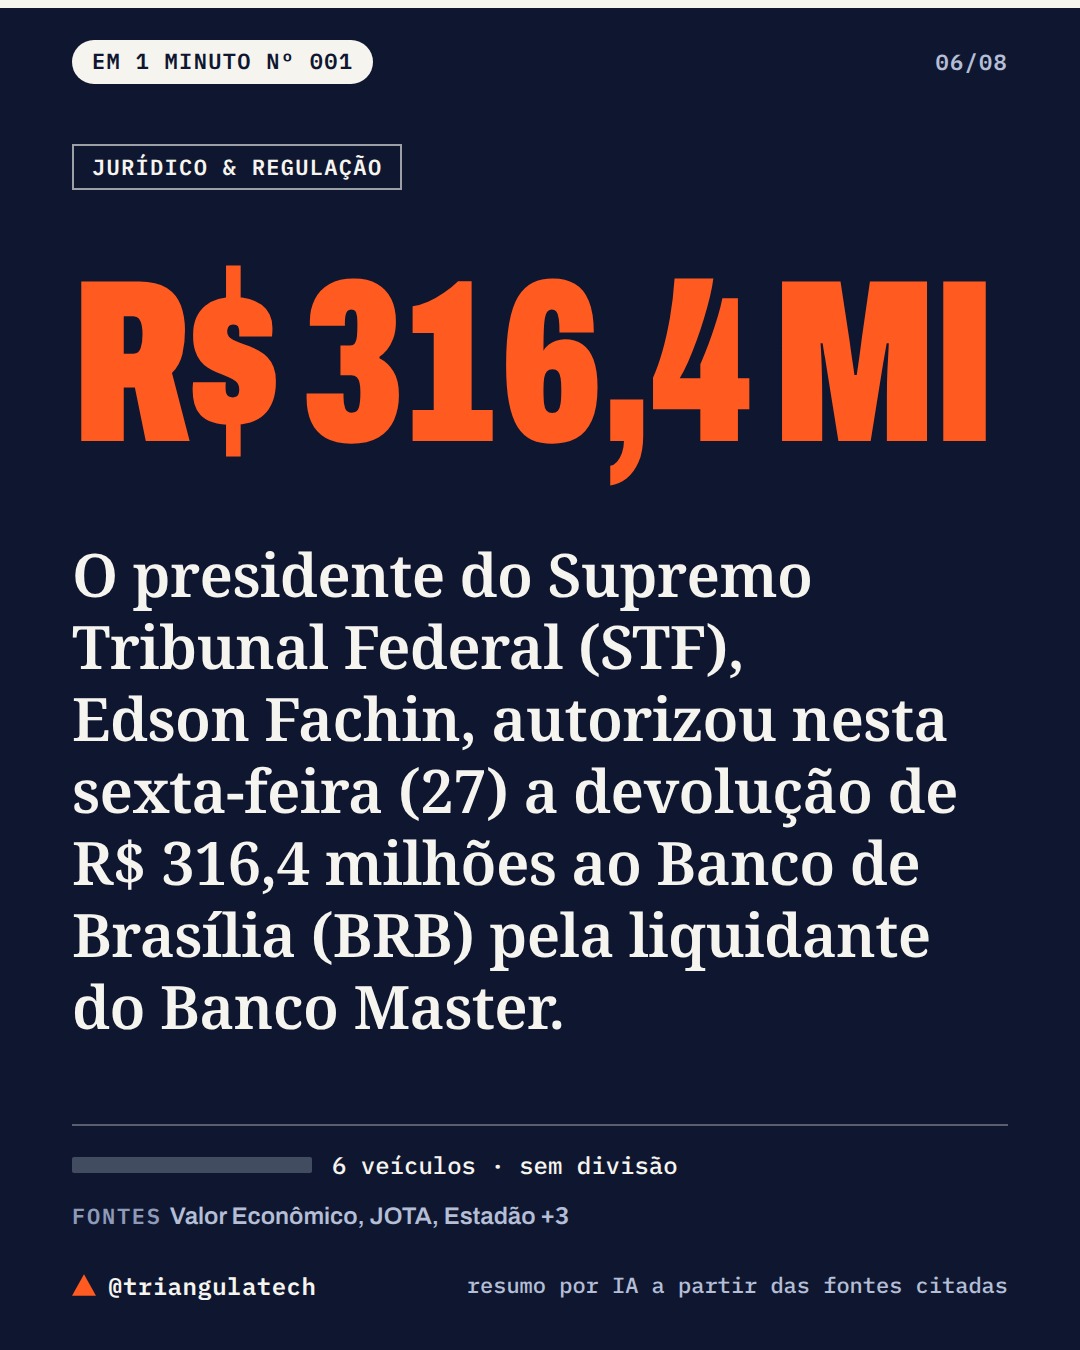 EM 1 MINUTO Nº 001
06/08
JURÍDICO & REGULAÇÃO
R$ 316,4 MI
O presidente do Supremo
Tribunal Federal (STF),
Edson Fachin, autorizou nesta
sexta-feira (27) a devolução de
R$ 316,4 milhões ao Banco de
Brasília (BRB) pela liquidante
do Banco Master.
6 veículos · sem divisão
FONTES Valor Econômico, JOTA, Estadão +3
@triangulatech
resumo por IA a partir das fontes citadas